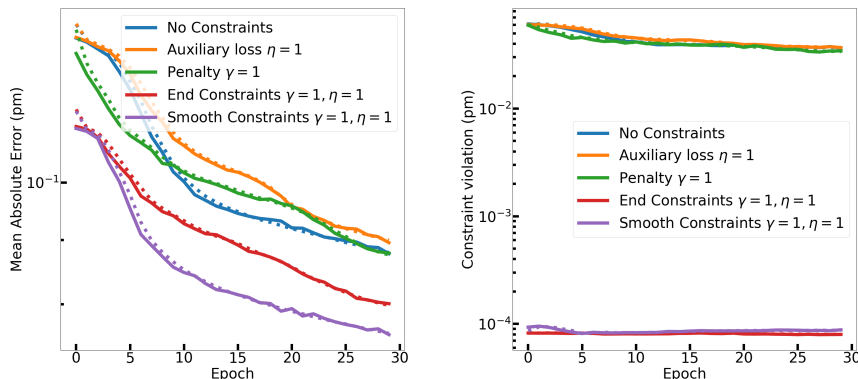 Mean Absolute Error (pm)
10⁻¹
No Constraints
Auxiliary loss η = 1
Penalty γ = 1
End Constraints γ = 1, η = 1
Smooth Constraints γ = 1, η = 1
0 5 10 15 20 25 30
Epoch
Constraint violation (pm)
10⁻²
10⁻³
10⁻⁴
No Constraints
Auxiliary loss η = 1
Penalty γ = 1
End Constraints γ = 1, η = 1
Smooth Constraints γ = 1, η = 1
0 5 10 15 20 25 30
Epoch